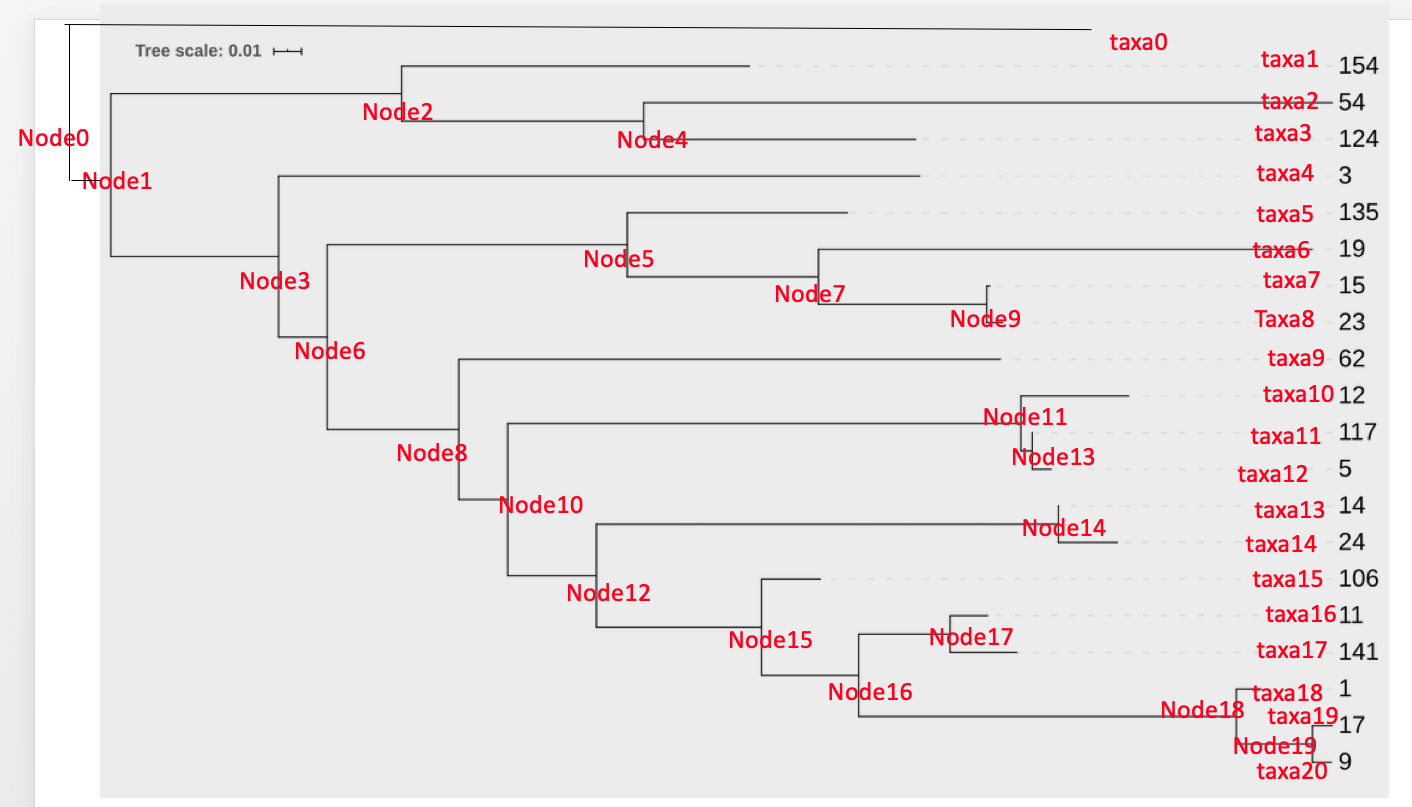 taxa0
Tree scale: 0.01
taxa1 154
Node2
taxa2 54
Node0
Node4
taxa3 124
Node1
taxa4 3
taxa5 135
Node5
taxa6 19
Node3
taxa7 15
Node7
Node9
Taxa8 23
Node6
taxa9 62
taxa10 12
Node11
taxa11 117
Node8
Node13
taxa12 5
Node10
taxa13 14
Node14
taxa14 24
taxa15 106
Node12
taxa16 11
Node15
Node17
taxa17 141
Node16
taxa18 1
Node18
taxa19 17
Node19
taxa20 9